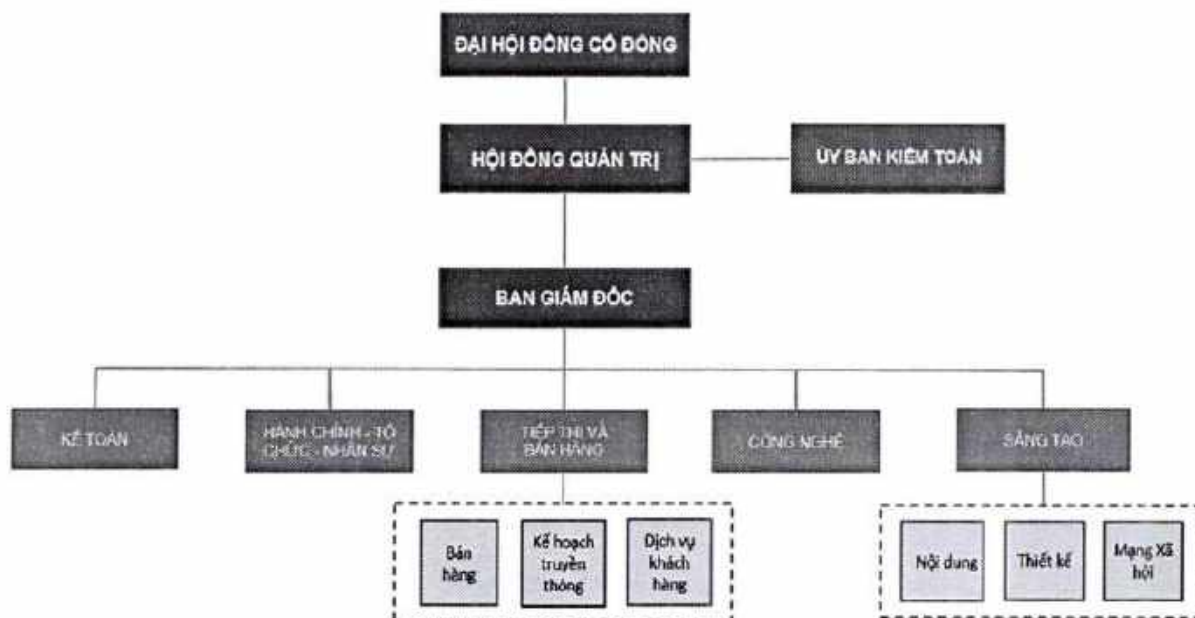 ĐẠI HỘI ĐỒNG CỔ ĐÔNG
HỘI ĐỒNG QUẢN TRỊ
ỦY BAN KIỂM TOÁN
BAN GIÁM ĐỐC
KẾ TOÁN
HÀNH CHÍNH - TỔ
CHỨC - NHÂN SỰ
TIẾP THỊ VÀ
BÁN HÀNG
CÔNG NGHỆ
SÁNG TẠO
Bán
hàng
Kế hoạch
truyền
thông
Dịch vụ
khách
hàng
Nội dung
Thiết kế
Mạng Xã
hội